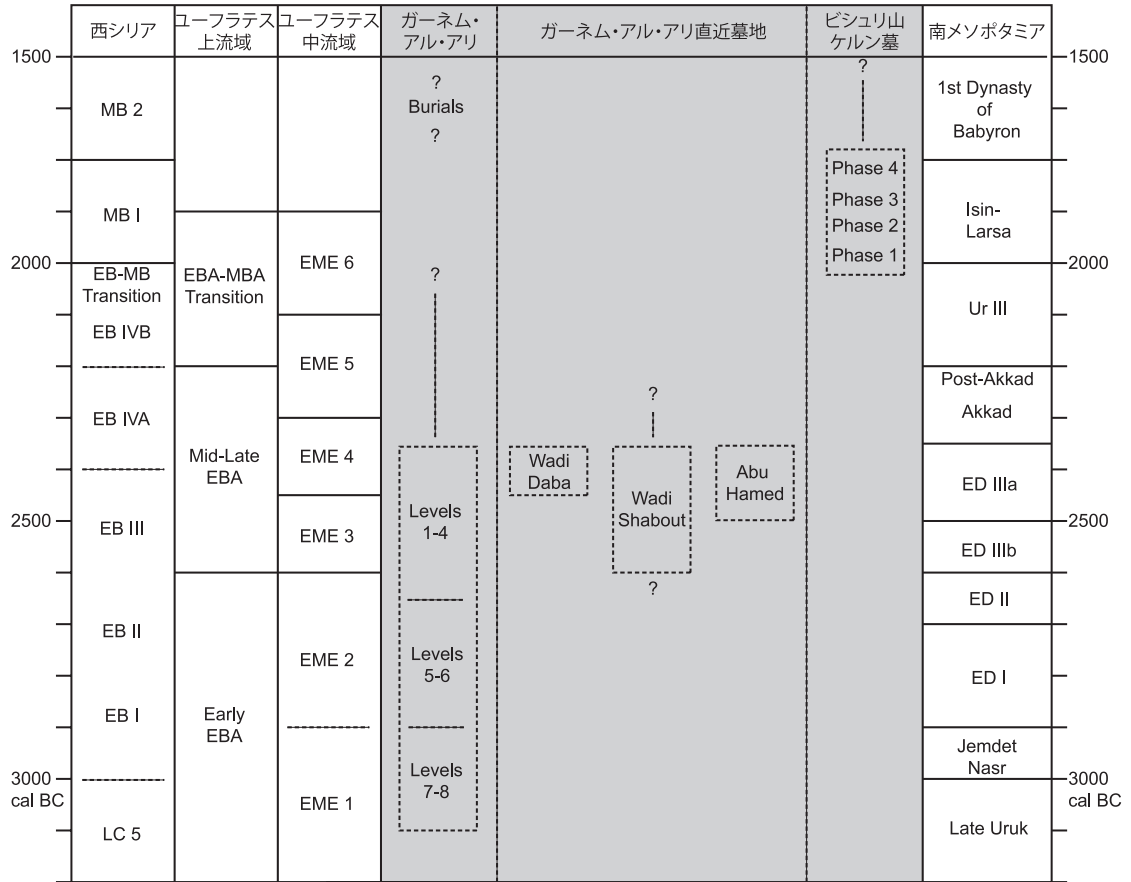 西シリア
ユーフラテス
上流域
ユーフラテス
中流域
ガーネム・
アル・アリ
ガーネム・アル・アリ直近墓地
ビシュリ山
ケルン墓
南メソポタミア
1500
2000
2500
3000
cal BC
MB 2
MB I
EB-MB
Transition
EB IVB
EB IVA
EB III
EB II
EB I
LC 5
EBA-MBA
Transition
Mid-Late
EBA
Early
EBA
EME 6
EME 5
EME 4
EME 3
EME 2
EME 1
?
Burials
?
?
Levels
1-4
Levels
5-6
Levels
7-8
Wadi
Daba
?
Wadi
Shabout
?
Abu
Hamed
?
Phase 4
Phase 3
Phase 2
Phase 1
1st Dynasty
of
Babyron
Isin-
Larsa
Ur III
Post-Akkad
Akkad
ED IIIa
ED IIIb
ED II
ED I
Jemdet
Nasr
Late Uruk
1500
2000
2500
3000
cal BC